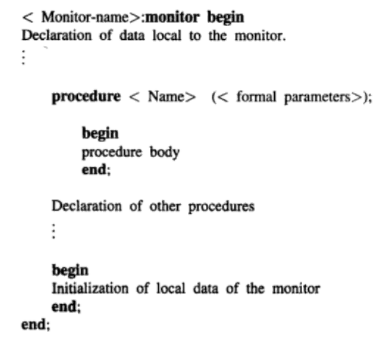 < Monitor-name>:monitor begin
Declaration of data local to the monitor.
⋮
procedure < Name> (< formal parameters>);
begin
procedure body
end;
Declaration of other procedures
⋮
begin
Initialization of local data of the monitor
end;
end;